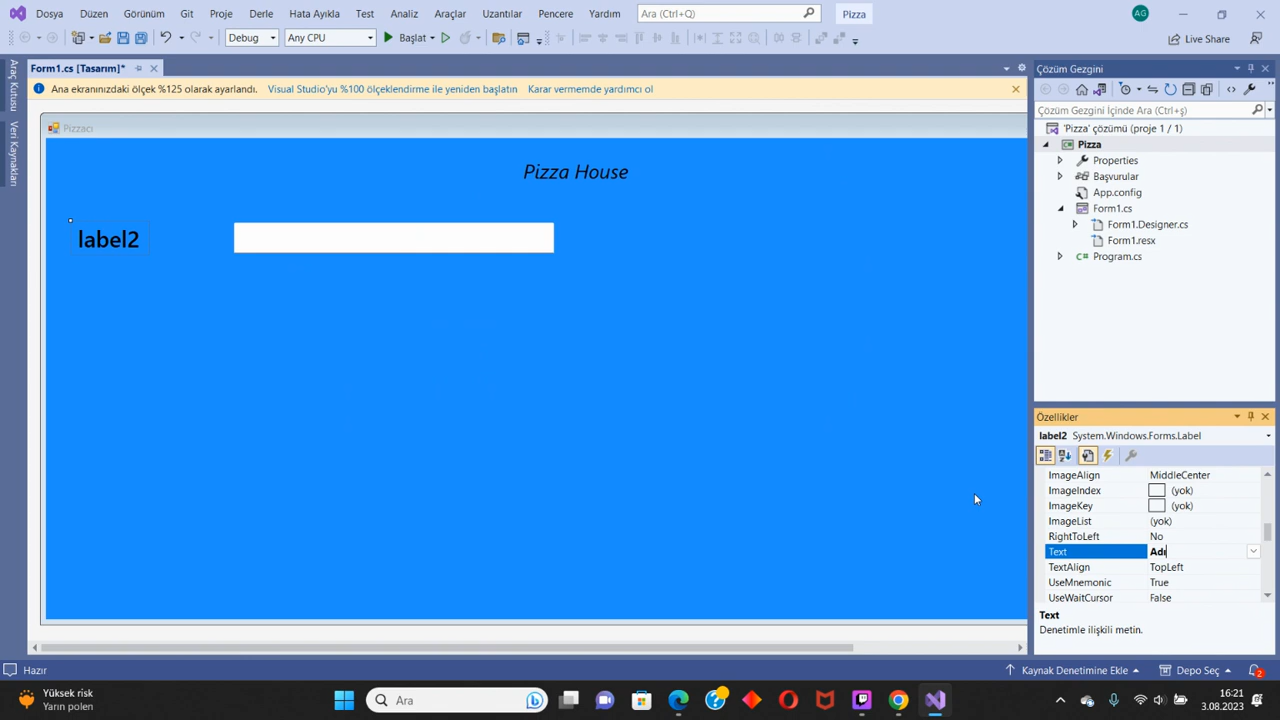 Dosya Düzen Görünüm Git Proje Derle Hata Ayıkla Test Analiz Araçlar Uzantılar Pencere Yardım Ara (Ctrl+Q) Pizza AG
Debug Any CPU Başlat Live Share
Araç Kutusu
Veri Kaynakları
Form1.cs [Tasarım]*
Ana ekranınızdaki ölçek %125 olarak ayarlandı. Visual Studio'yu %100 ölçeklendirme ile yeniden başlatın Karar vermemde yardımcı ol
Pizzacı
Pizza House
label2
Çözüm Gezgini
Çözüm Gezgini İçinde Ara (Ctrl+ş)
'Pizza' çözümü (proje 1 / 1)
Pizza
Properties
Başvurular
App.config
Form1.cs
Form1.Designer.cs
Form1.resx
Program.cs
Özellikler
label2 System.Windows.Forms.Label
ImageAlign MiddleCenter
ImageIndex (yok)
ImageKey (yok)
ImageList (yok)
RightToLeft No
Text Adı
TextAlign TopLeft
UseMnemonic True
UseWaitCursor False
Text
Denetimle ilişkili metin.
Hazır Kaynak Denetimine Ekle Depo Seç 2
Yüksek risk
Yarın polen
Ara
16:21
3.08.2023